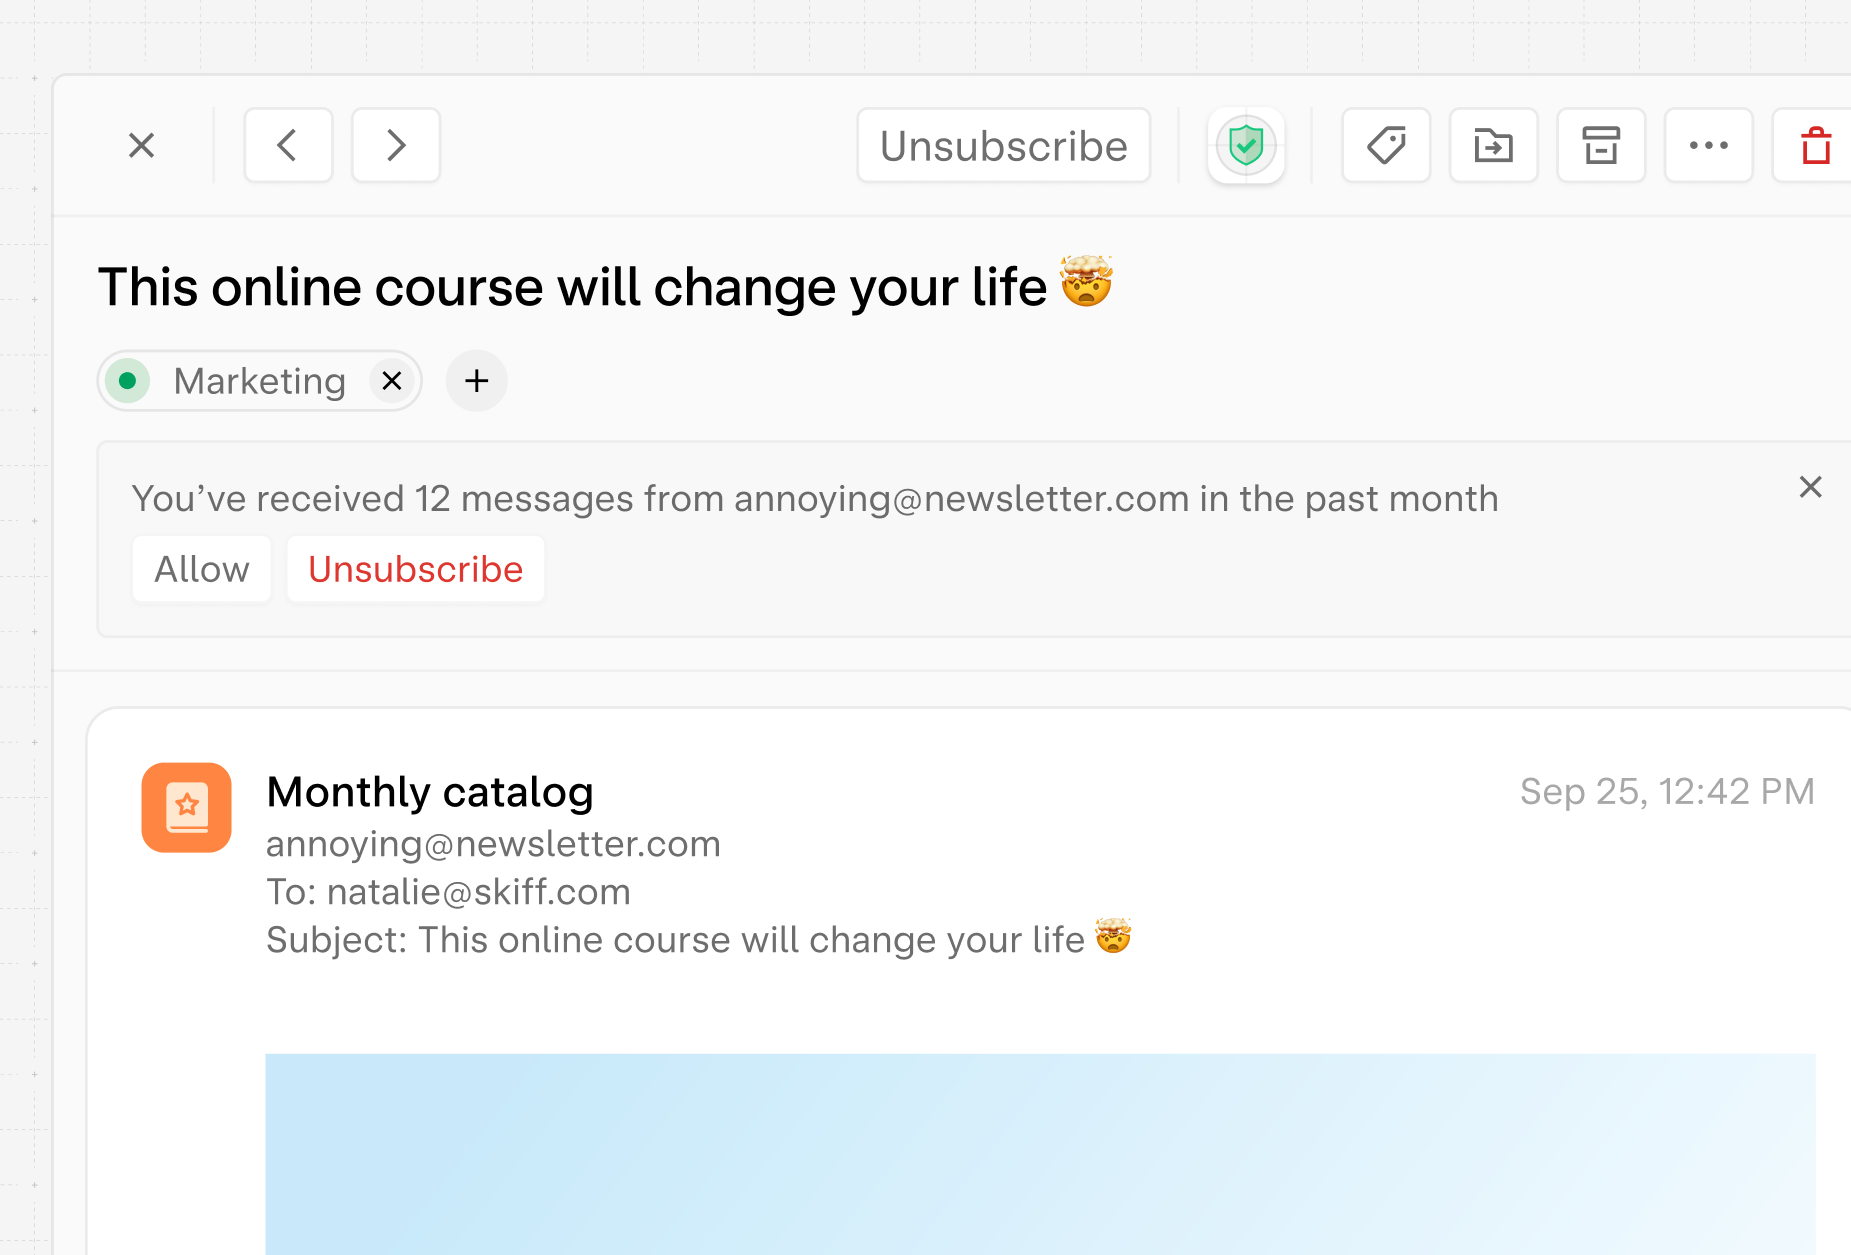 Unsubscribe
This online course will change your life 🤯
Marketing
You’ve received 12 messages from annoying@newsletter.com in the past month
Allow Unsubscribe
Monthly catalog Sep 25, 12:42 PM
annoying@newsletter.com
To: natalie@skiff.com
Subject: This online course will change your life 🤯